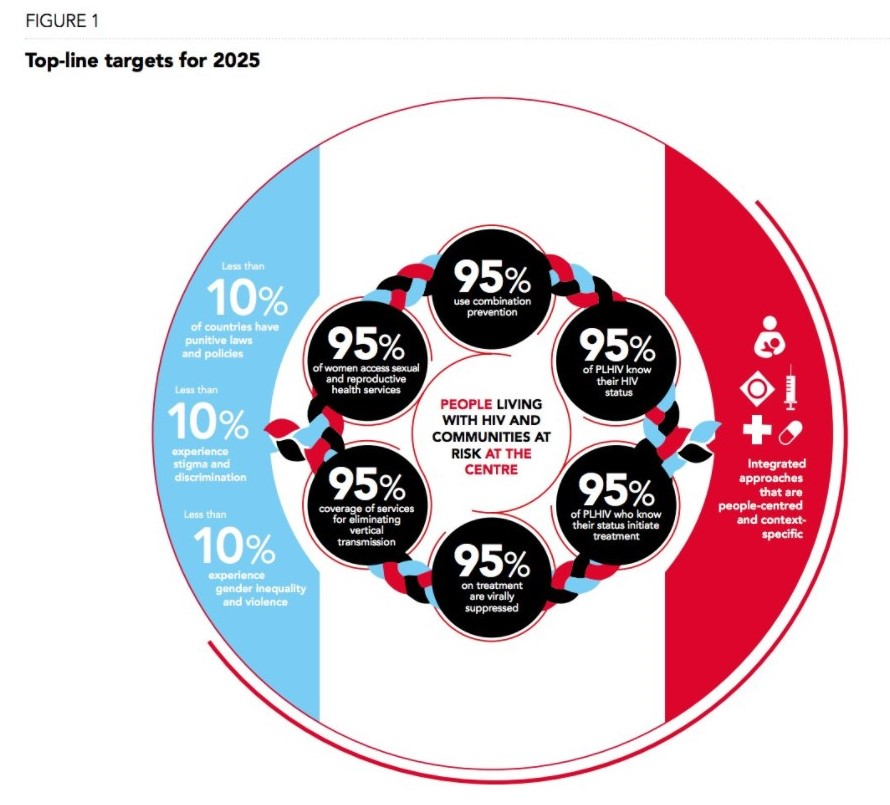 FIGURE 1
Top-line targets for 2025
Less than
10%
of countries have
punitive laws
and policies
Less than
10%
experience
stigma and
discrimination
Less than
10%
experience
gender inequality
and violence
95%
use combination
prevention
95%
of PLHIV know
their HIV
status
95%
of PLHIV who know
their status initiate
treatment
95%
on treatment
are virally
suppressed
95%
coverage of services
for eliminating
vertical
transmission
95%
of women access sexual
and reproductive
health services
PEOPLE LIVING
WITH HIV AND
COMMUNITIES AT
RISK AT THE
CENTRE
Integrated
approaches
that are
people-centred
and context-
specific